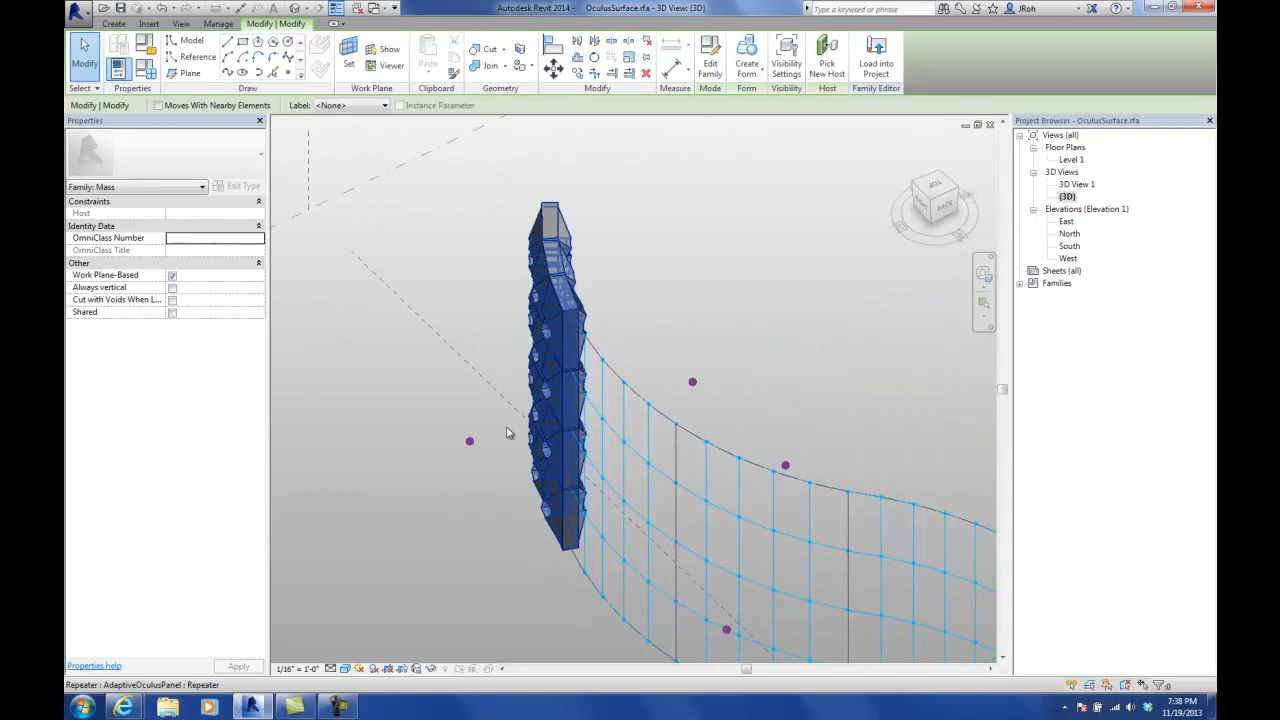 Autodesk Revit 2014 - OculusSurface.rfa - 3D View: {3D}
Type a keyword or phrase
JRoh
Create Insert View Manage Modify | Modify
Modify
Model
Reference
Plane
Set
Show
Viewer
Paste
Cut
Join
Edit Family
Create Form
Visibility Settings
Pick New Host
Load into Project
Select Properties Draw Work Plane Clipboard Geometry Modify Measure Mode Form Visibility Host Family Editor
Modify | Modify Moves With Nearby Elements Label: <None> Instance Parameter
Properties
Family: Mass Edit Type
Constraints
Host
Identity Data
OmniClass Number
OmniClass Title
Other
Work Plane-Based
Always vertical
Cut with Voids When L...
Shared
Properties help Apply
TOP
BACK
Project Browser - OculusSurface.rfa
Views (all)
Floor Plans
Level 1
3D Views
3D View 1
{3D}
Elevations (Elevation 1)
East
North
South
West
Sheets (all)
Families
1/16" = 1'-0"
Repeater : AdaptiveOculusPanel : Repeater
:0
7:38 PM
11/19/2013